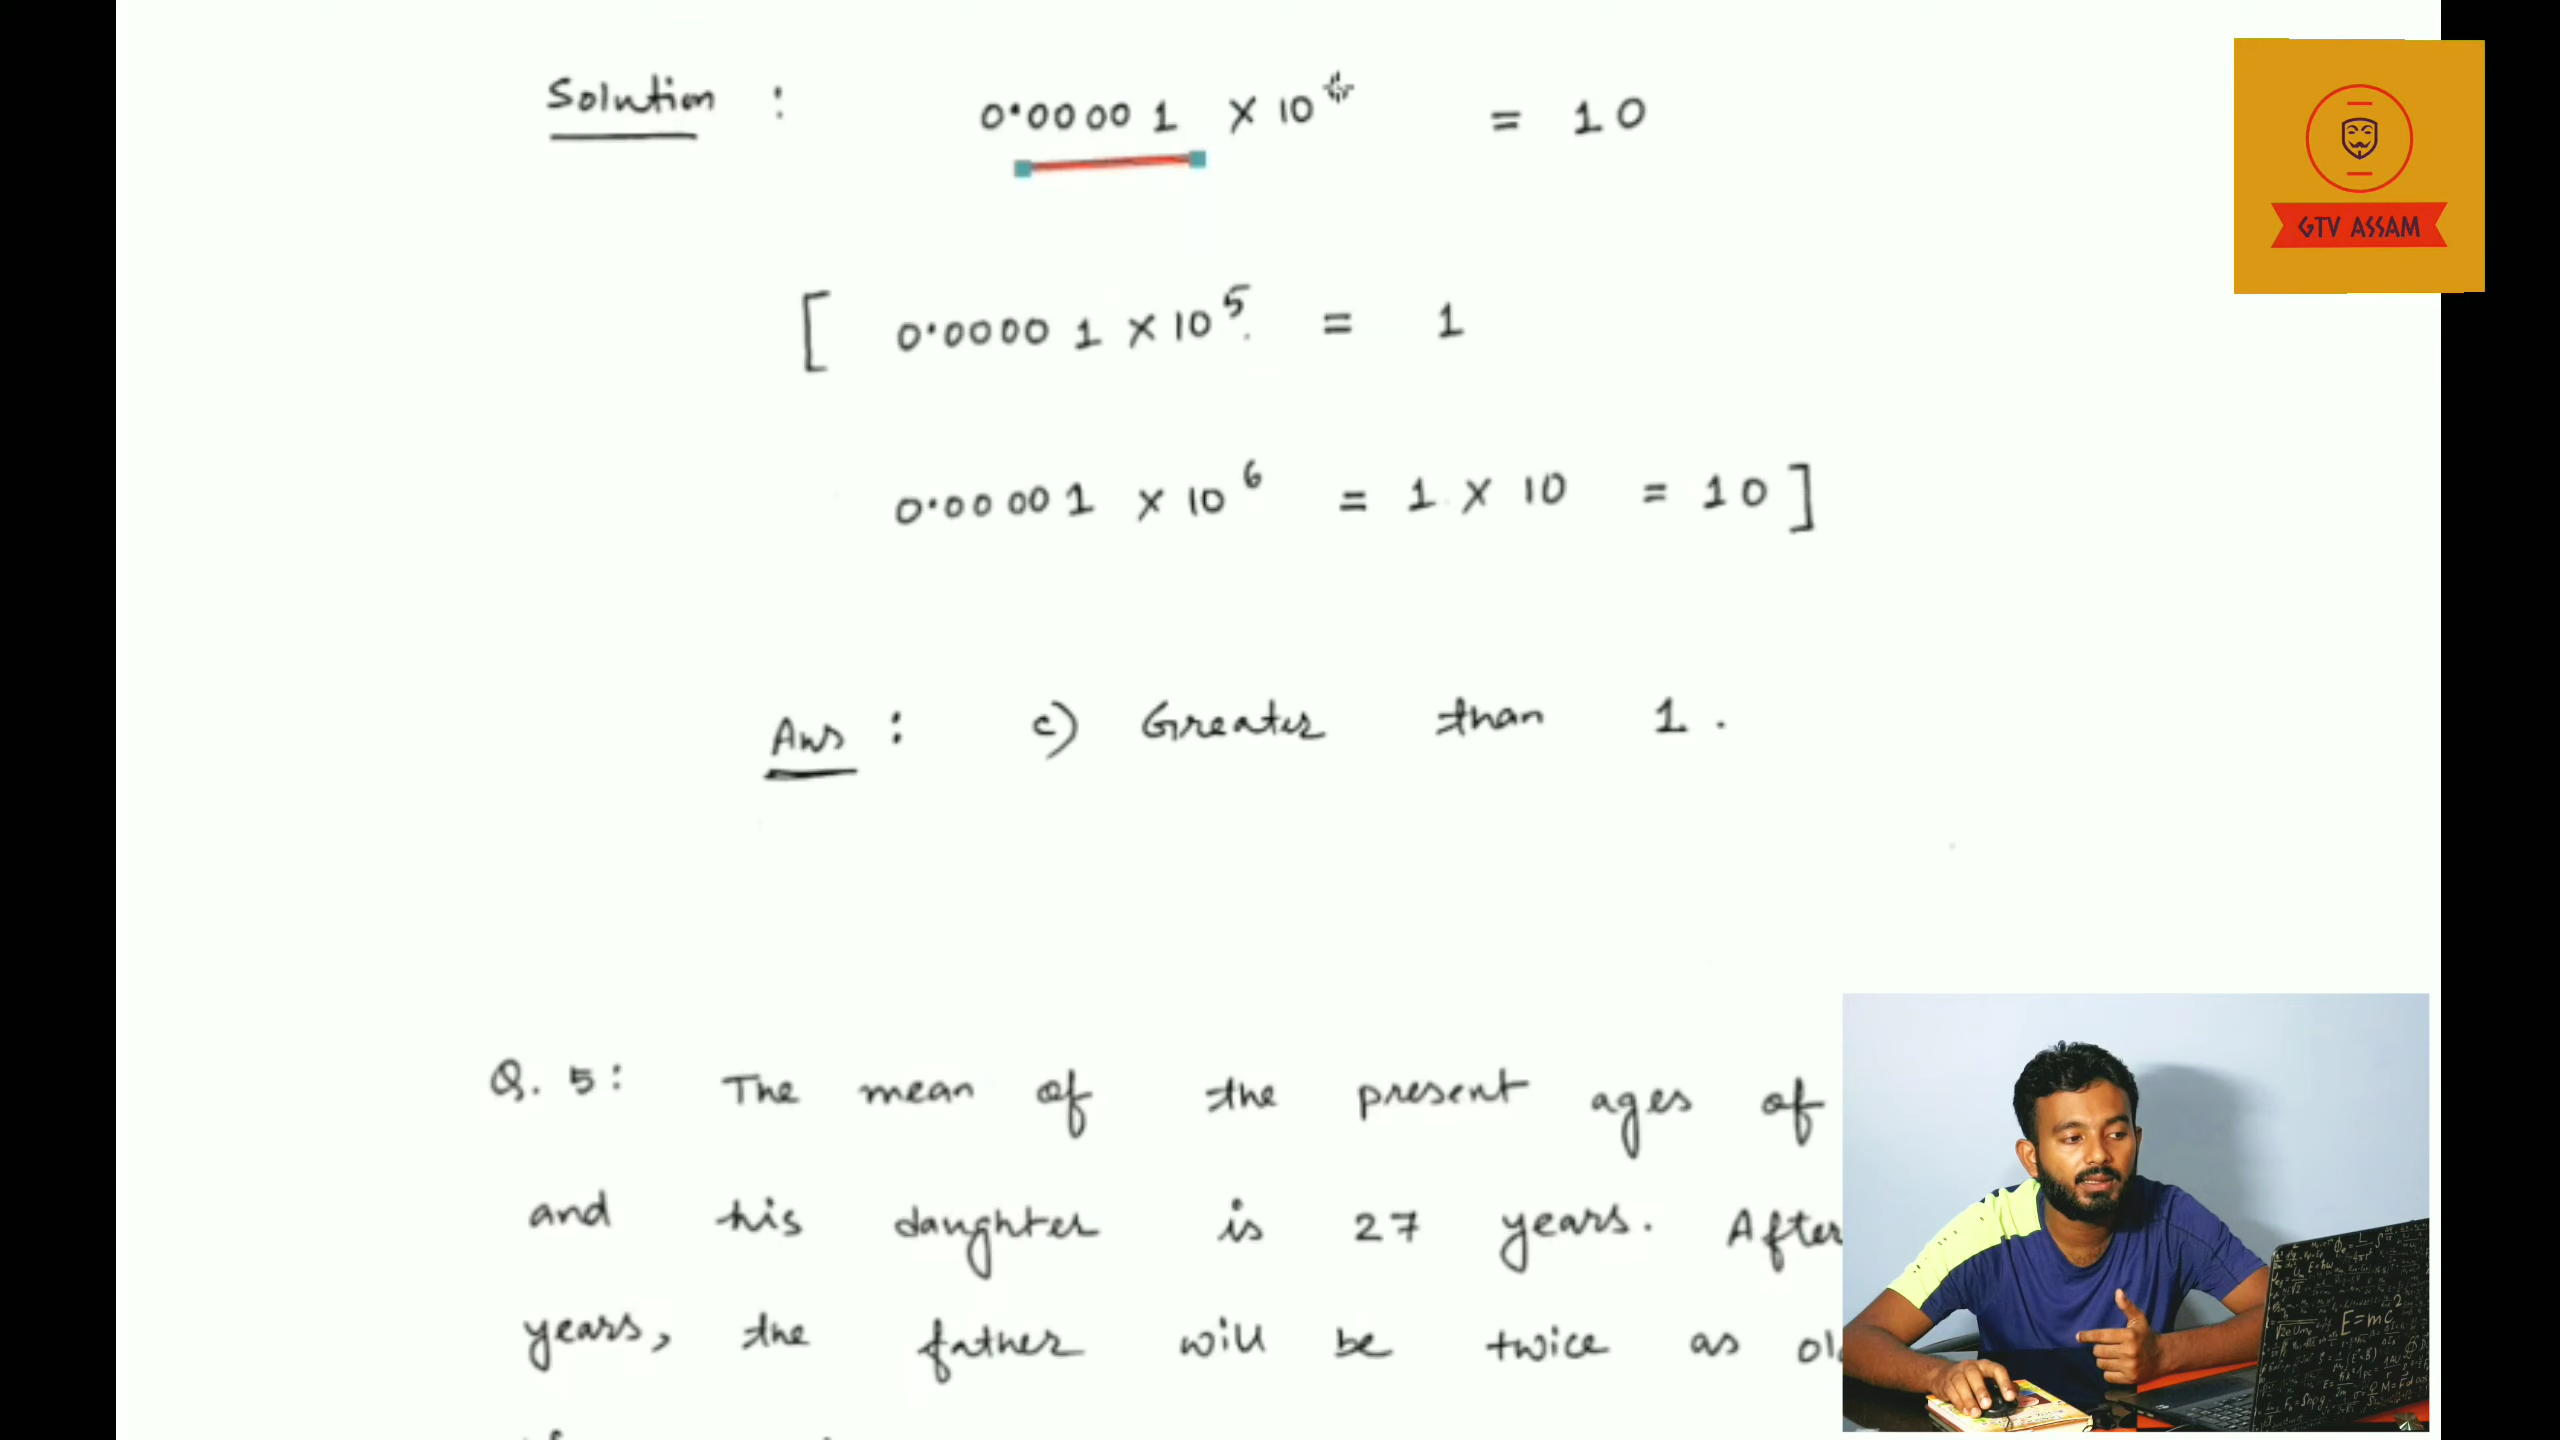 Solution : 0.00001 × 10 = 10
GTV ASSAM
[ 0.00001 × 10⁵ = 1
0.00001 × 10⁶ = 1 × 10 = 10 ]
Ans : c) Greater than 1.
Q. 5: The mean of the present ages of
and his daughter is 27 years. After
years, the father will be twice as
E=mc²